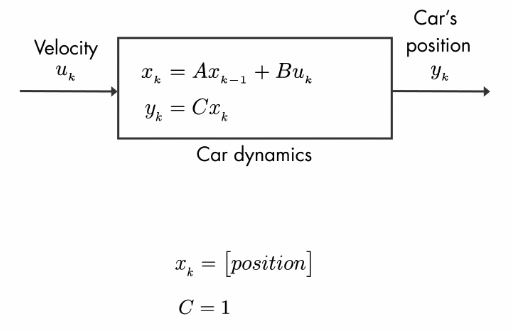 Car's
Velocity position
u_k y_k
x_k = Ax_{k-1} + Bu_k
y_k = Cx_k
Car dynamics
x_k = [position]
C = 1